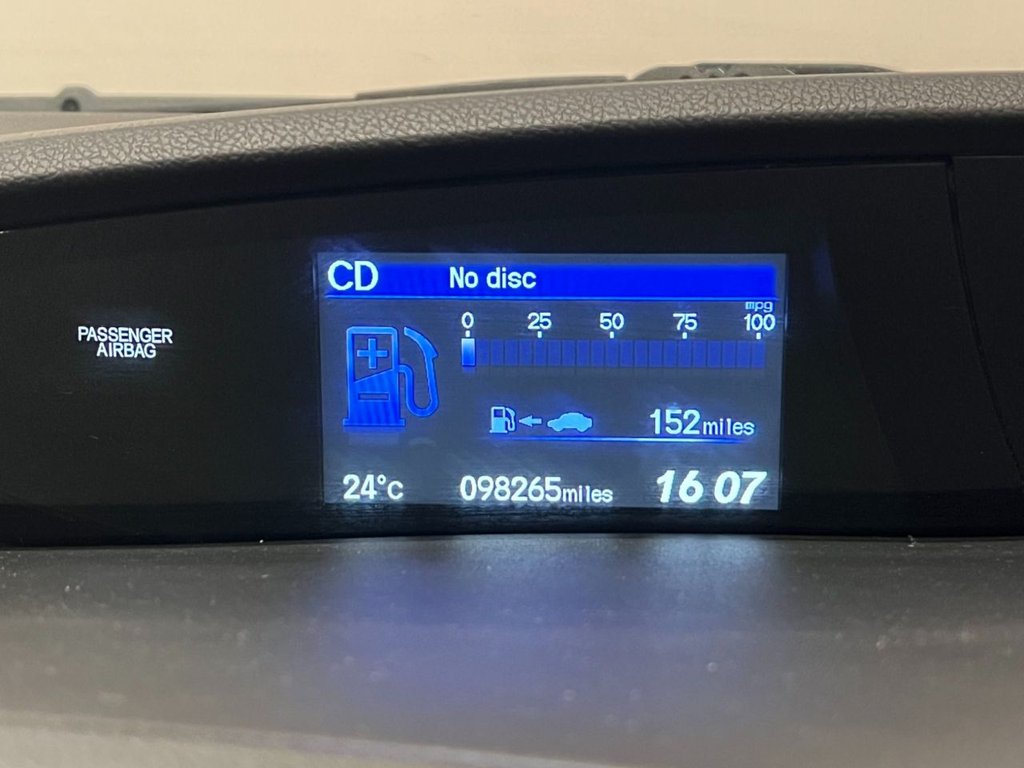 CD No disc
mpg
0 25 50 75 100
PASSENGER
AIRBAG
152 miles
24°C 098265 miles 16 07